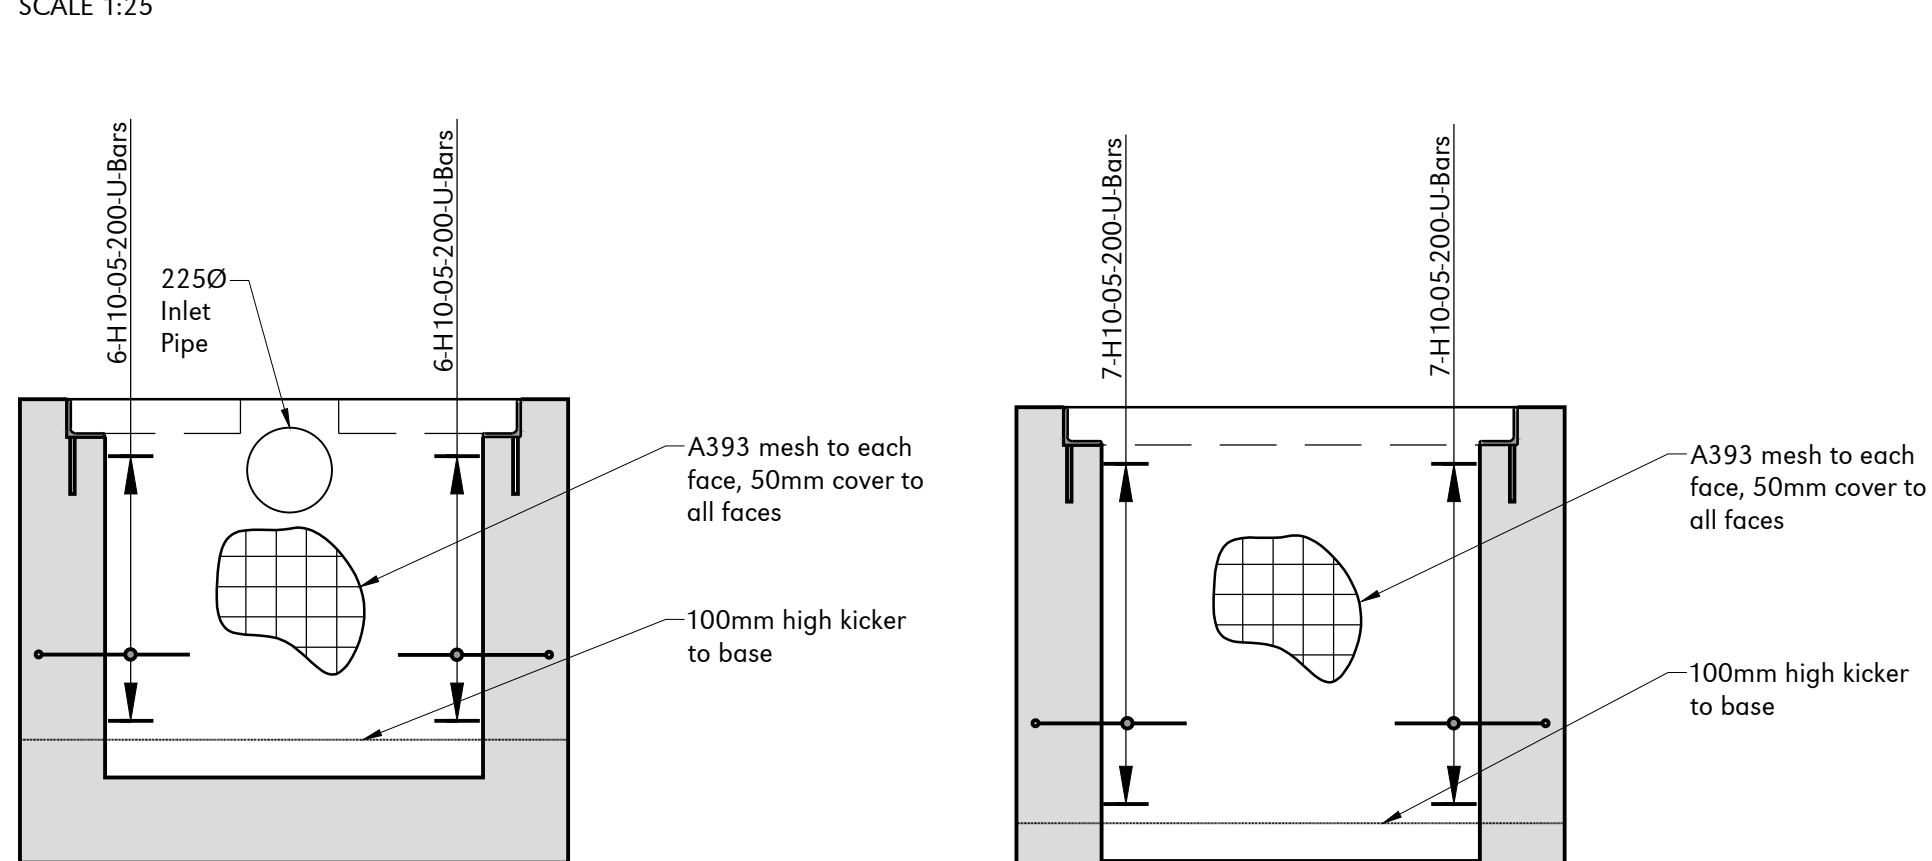 SCALE 1:25
6-H10-05-200-U-Bars
225Ø
Inlet
Pipe
6-H10-05-200-U-Bars
A393 mesh to each
face, 50mm cover to
all faces
100mm high kicker
to base
7-H10-05-200-U-Bars
7-H10-05-200-U-Bars
A393 mesh to each
face, 50mm cover to
all faces
100mm high kicker
to base